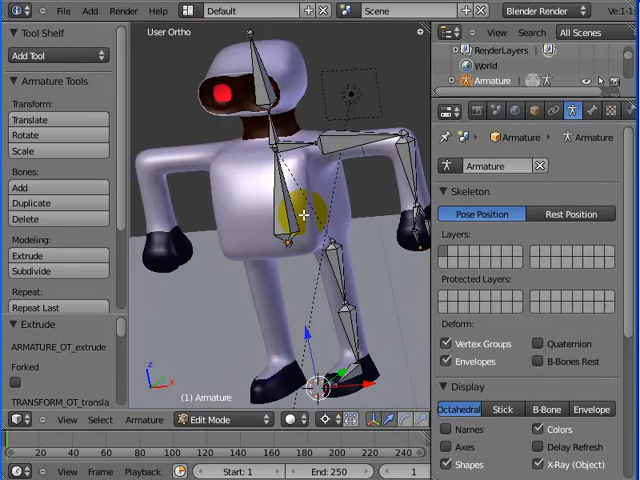 File Add Render Help Default Scene Blender Render Ve:1-1
Tool Shelf
Add Tool
Armature Tools
Transform:
Translate
Rotate
Scale
Bones:
Add
Duplicate
Delete
Modeling:
Extrude
Subdivide
Repeat:
Repeat Last
Extrude
ARMATURE_OT_extrude
Forked
TRANSFORM_OT_transla
User Ortho
z
x
(1) Armature
View Select Armature Edit Mode
View Search All Scenes
RenderLayers
World
Armature
Armature Armature
Armature
Skeleton
Pose Position Rest Position
Layers:
Protected Layers:
Deform:
Vertex Groups Quaternion
Envelopes B-Bones Rest
Display
Octahedral Stick B-Bone Envelope
Names Colors
Axes Delay Refresh
Shapes X-Ray (Object)
20 40 60 80 100 120 140 160 180 200 220 240
View Frame Playback Start: 1 End: 250 1